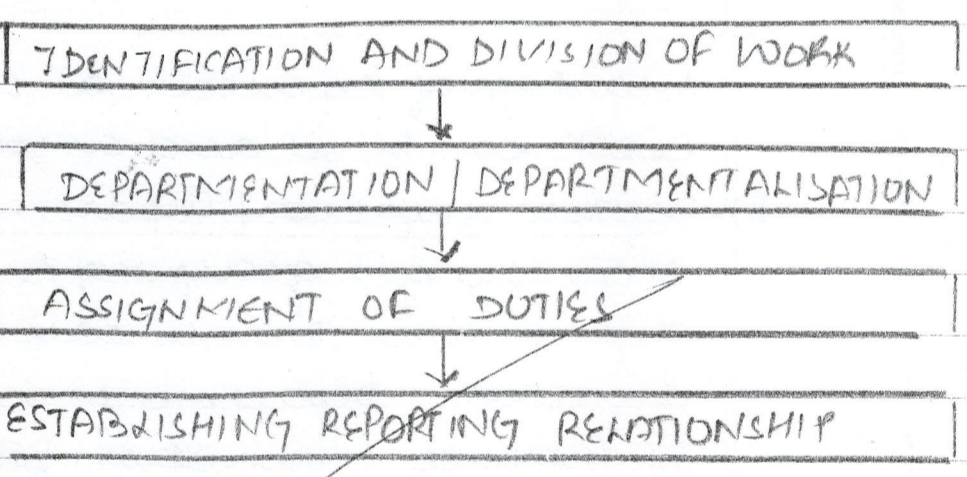 IDENTIFICATION AND DIVISION OF WORK
DEPARTMENTATION / DEPARTMENTALISATION
ASSIGNMENT OF DUTIES
ESTABLISHING REPORTING RELATIONSHIP